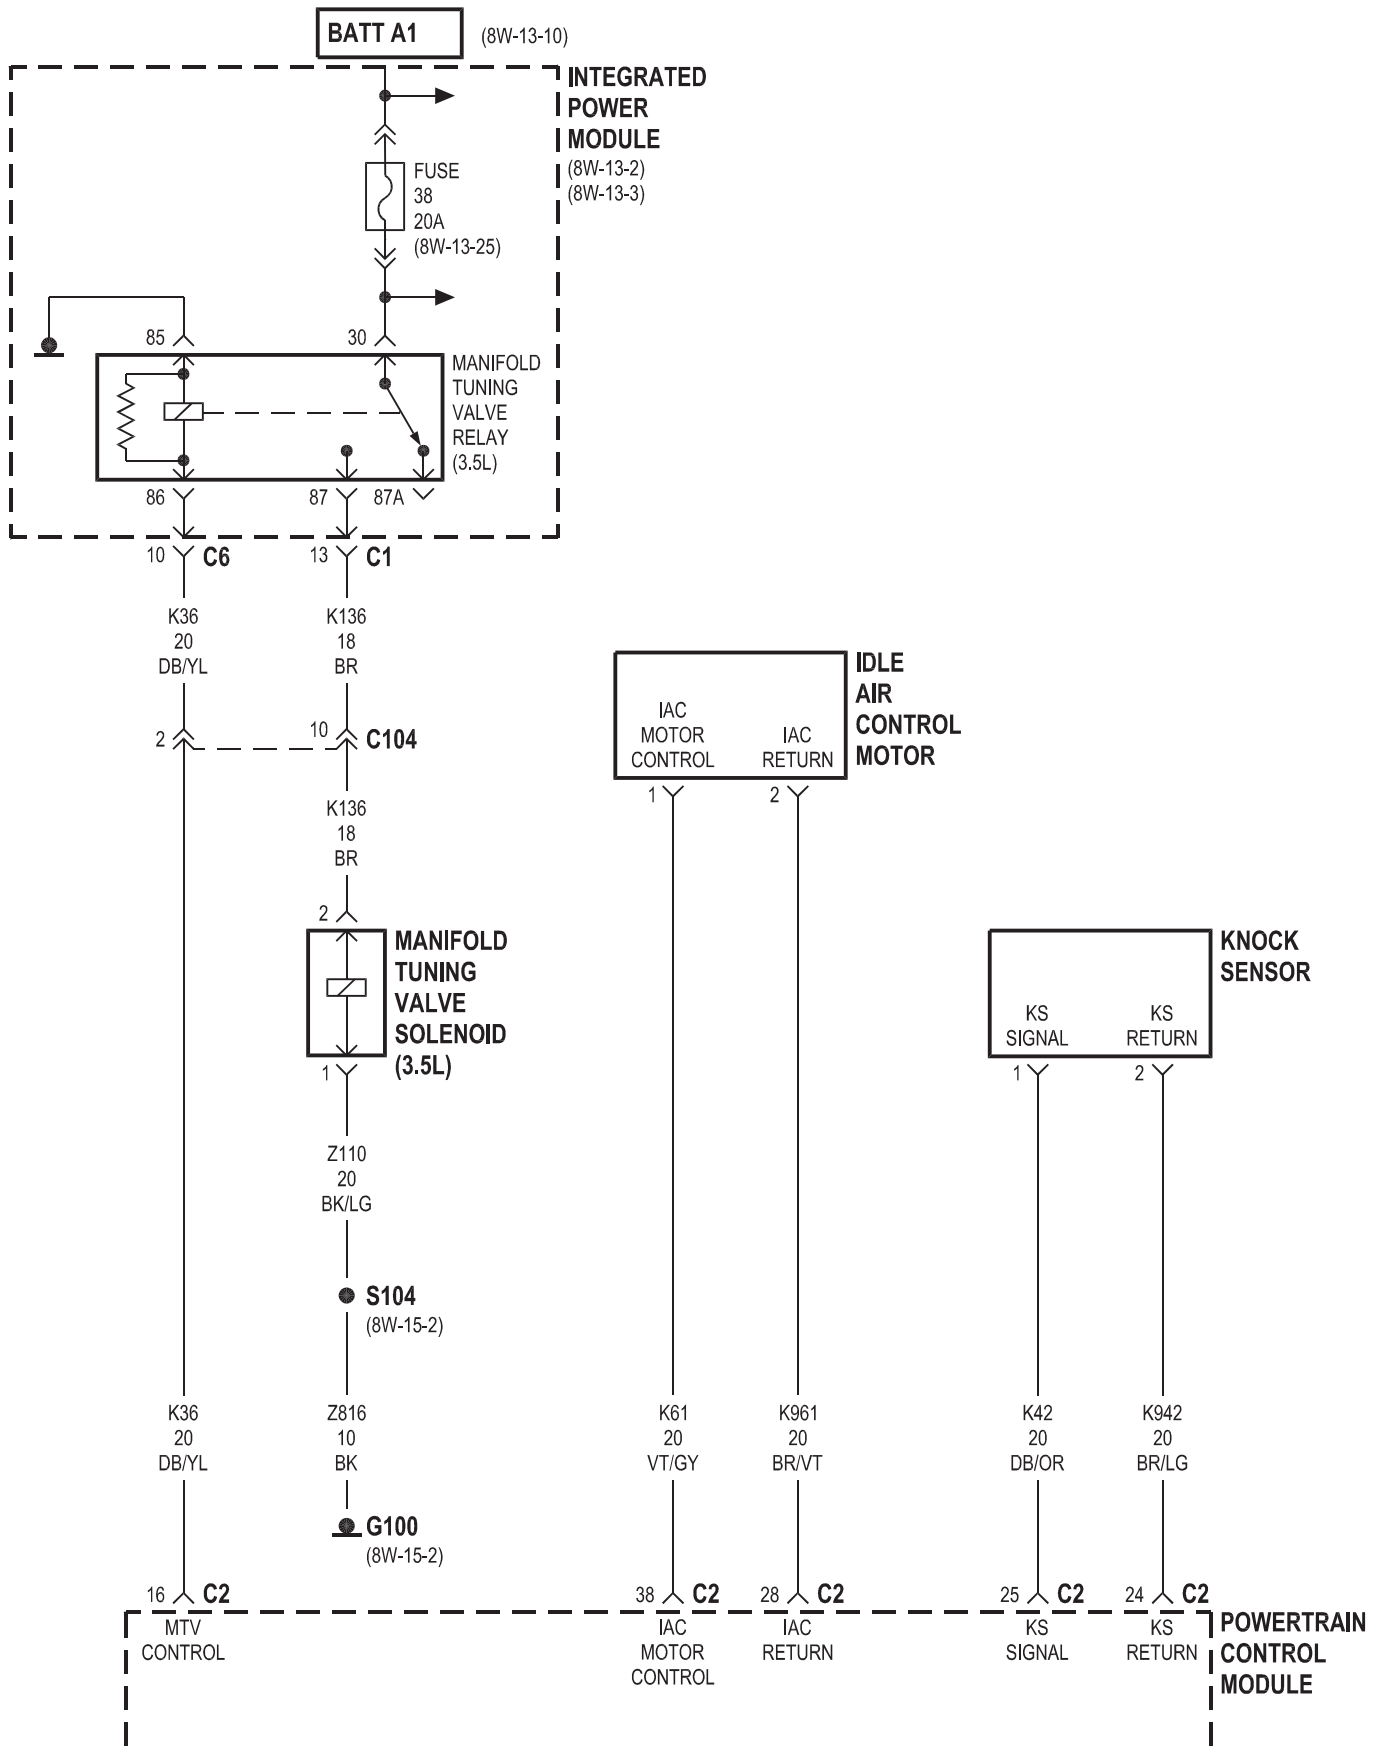 BATT A1 (8W-13-10)
INTEGRATED
POWER
MODULE
(8W-13-2)
(8W-13-3)
FUSE
38
20A
(8W-13-25)
85 30
MANIFOLD
TUNING
VALVE
RELAY
(3.5L)
86 87 87A
10 C6 13 C1
K36
20
DB/YL
K136
18
BR
2 10 C104
K136
18
BR
IDLE
AIR
CONTROL
MOTOR
IAC
MOTOR
CONTROL
IAC
RETURN
1 2
2
MANIFOLD
TUNING
VALVE
SOLENOID
(3.5L)
1
KNOCK
SENSOR
KS
SIGNAL
KS
RETURN
1 2
Z110
20
BK/LG
S104
(8W-15-2)
K36
20
DB/YL
Z816
10
BK
K61
20
VT/GY
K961
20
BR/VT
K42
20
DB/OR
K942
20
BR/LG
G100
(8W-15-2)
16 C2 38 C2 28 C2 25 C2 24 C2
MTV
CONTROL
IAC
MOTOR
CONTROL
IAC
RETURN
KS
SIGNAL
KS
RETURN
POWERTRAIN
CONTROL
MODULE